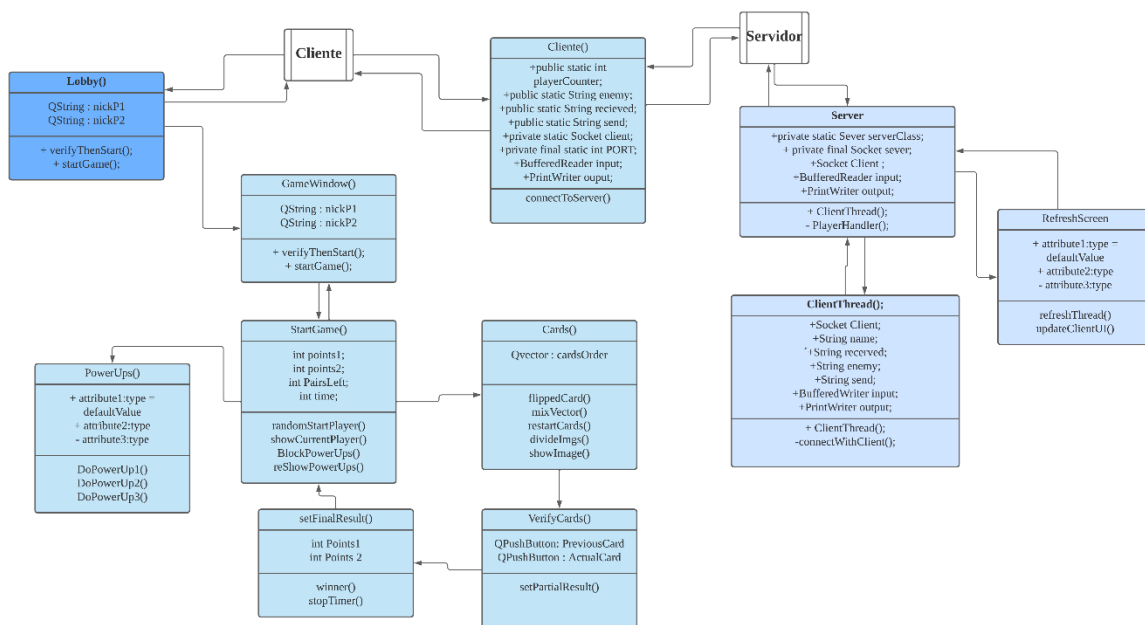 Cliente
Servidor
Lobby()
QString : nickP1
QString : nickP2
+ verifyThenStart();
+ startGame();
Cliente()
+public static int
playerCounter;
+public static String enemy;
+public static String recieved;
+public static String send;
+private static Socket client;
+private final static int PORT;
+BufferedReader input;
+PrintWriter ouput;
connectToServer()
Server
+private static Sever serverClass;
+ private final Socket sever;
+Socket Client ;
+BufferedReader input;
+PrintWriter output;
+ ClientThread();
- PlayerHandler();
GameWindow()
QString : nickP1
QString : nickP2
+ verifyThenStart();
+ startGame();
RefreshScreen
+ attribute1:type =
defaultValue
+ attribute2:type
- attribute3:type
refreshThread()
updateClientUI()
ClientThread();
+Socket Client;
+String name;
+String recerved;
+String enemy;
+String send;
+BufferedWriter input;
+PrintWriter output;
+ ClientThread();
-connectWithClient();
StartGame()
int points1;
int points2;
int PairsLeft;
int time;
randomStartPlayer()
showCurrentPlayer()
BlockPowerUps()
reShowPowerUps()
Cards()
Qvector : cardsOrder
flippedCard()
mixVector()
restartCards()
divideImgs()
showImage()
PowerUps()
+ attribute1:type =
defaultValue
+ attribute2:type
- attribute3:type
DoPowerUp1()
DoPowerUp2()
DoPowerUp3()
setFinalResult()
int Points1
int Points 2
winner()
stopTimer()
VerifyCards()
QPushButton: PreviousCard
QPushButton : ActualCard
setPartialResult()